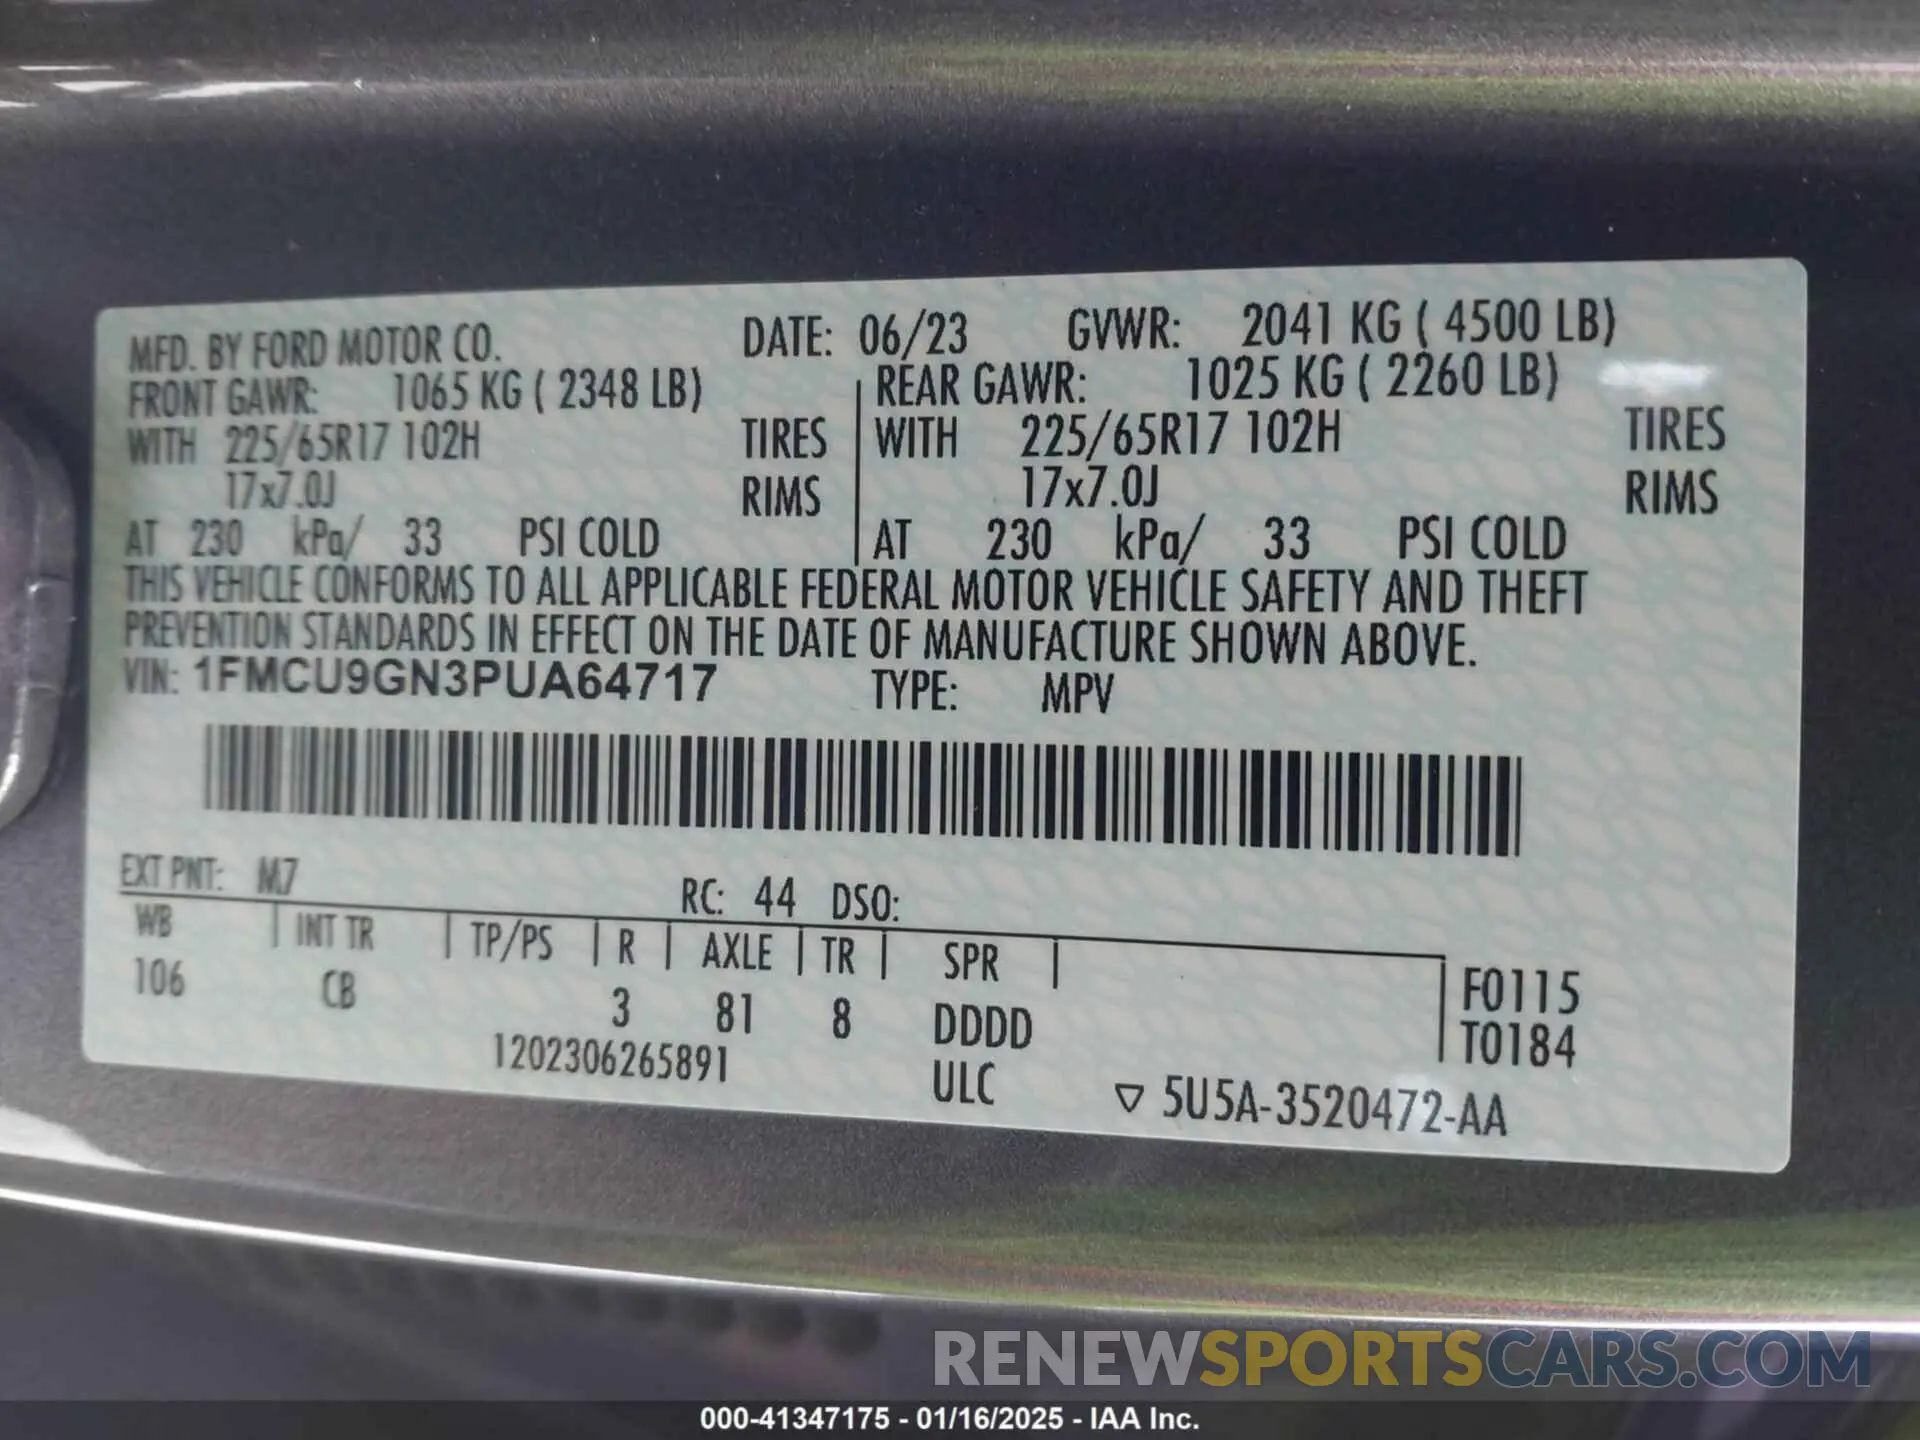 MFD. BY FORD MOTOR CO. DATE: 06/23 GVWR: 2041 KG ( 4500 LB)
FRONT GAWR: 1065 KG ( 2348 LB) REAR GAWR: 1025 KG ( 2260 LB)
WITH 225/65R17 102H TIRES WITH 225/65R17 102H TIRES
17x7.0J RIMS 17x7.0J RIMS
AT 230 kPa/ 33 PSI COLD AT 230 kPa/ 33 PSI COLD
THIS VEHICLE CONFORMS TO ALL APPLICABLE FEDERAL MOTOR VEHICLE SAFETY AND THEFT
PREVENTION STANDARDS IN EFFECT ON THE DATE OF MANUFACTURE SHOWN ABOVE.
VIN: 1FMCU9GN3PUA64717 TYPE: MPV
EXT PNT: M7 RC: 44 DSO:
WB INT TR TP/PS R AXLE TR SPR
106 CB 3 81 8 DDDD
F0115
T0184
1202306265891 ULC ▽ 5U5A-3520472-AA
RENEWSPORTSCARS.COM
000-41347175 - 01/16/2025 - IAA Inc.